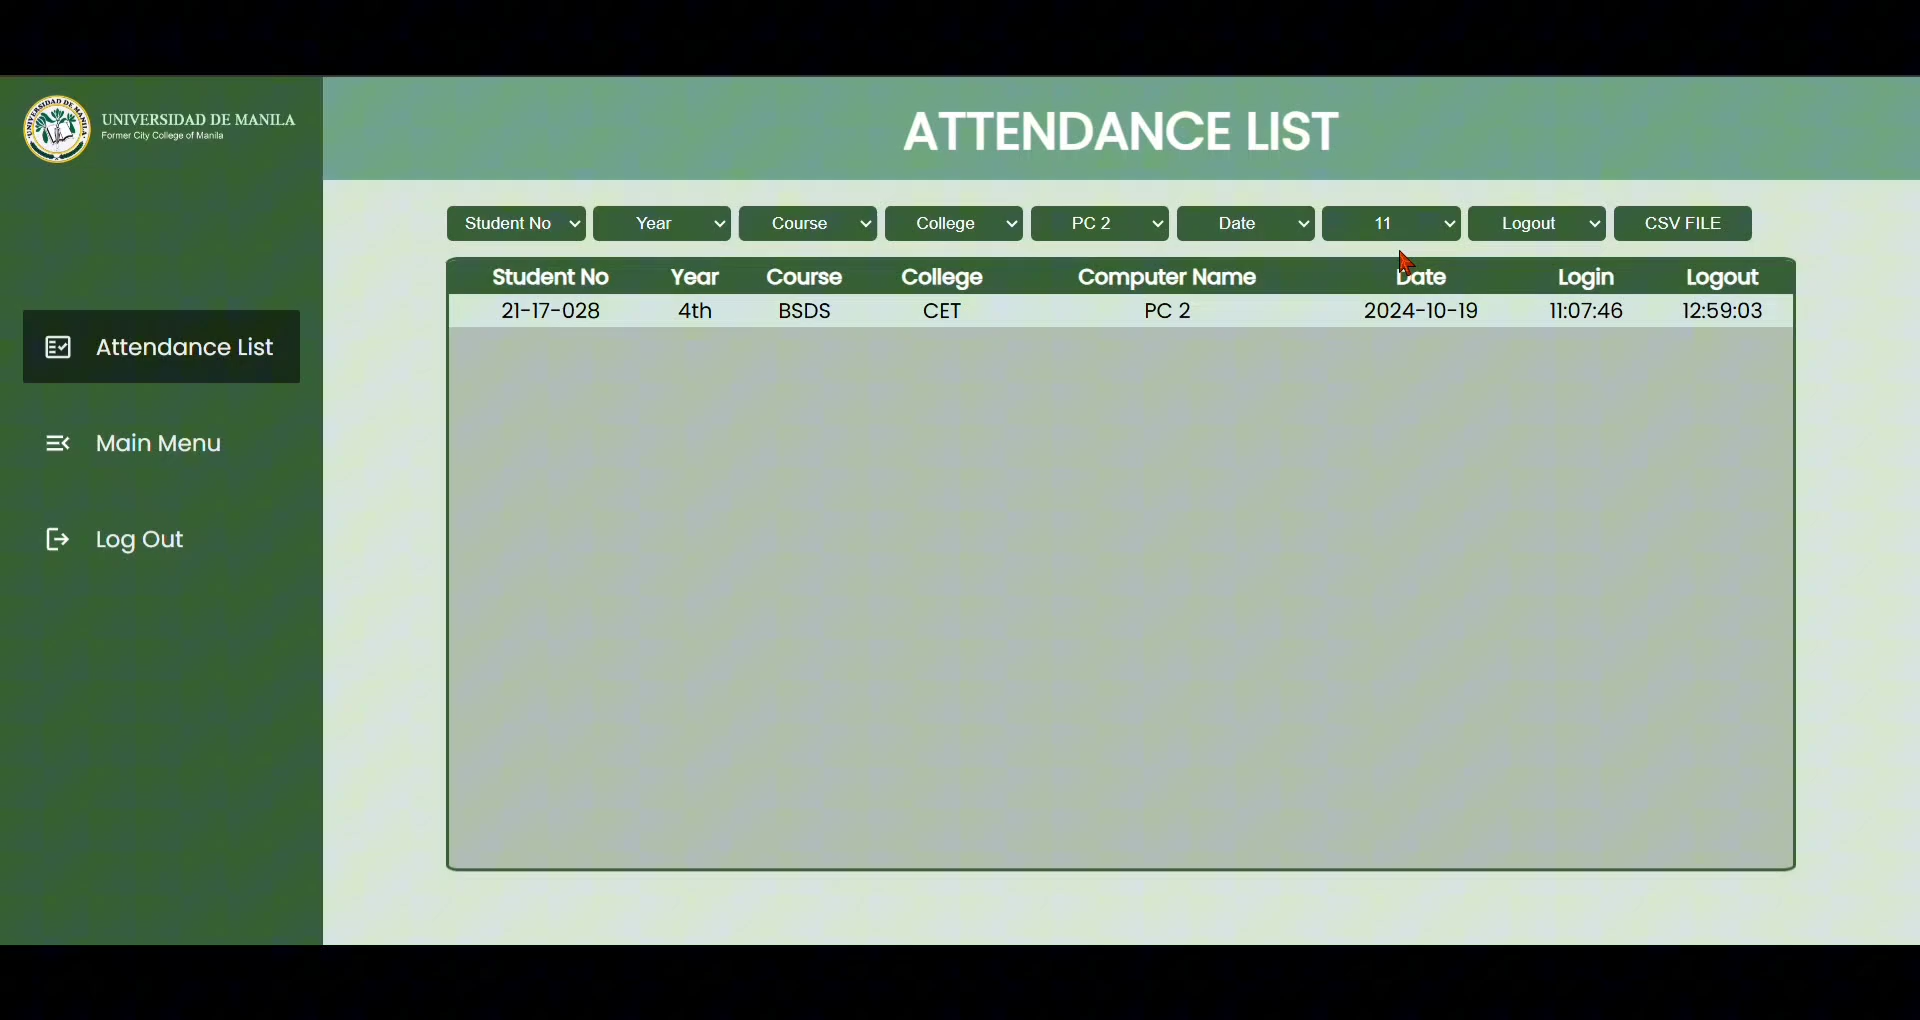 UNIVERSIDAD DE MANILA
Former City College of Manila
ATTENDANCE LIST
Student No Year Course College PC 2 Date 11 Logout CSV FILE
Student No Year Course College Computer Name Date Login Logout
21-17-028 4th BSDS CET PC 2 2024-10-19 11:07:46 12:59:03
Attendance List
Main Menu
Log Out